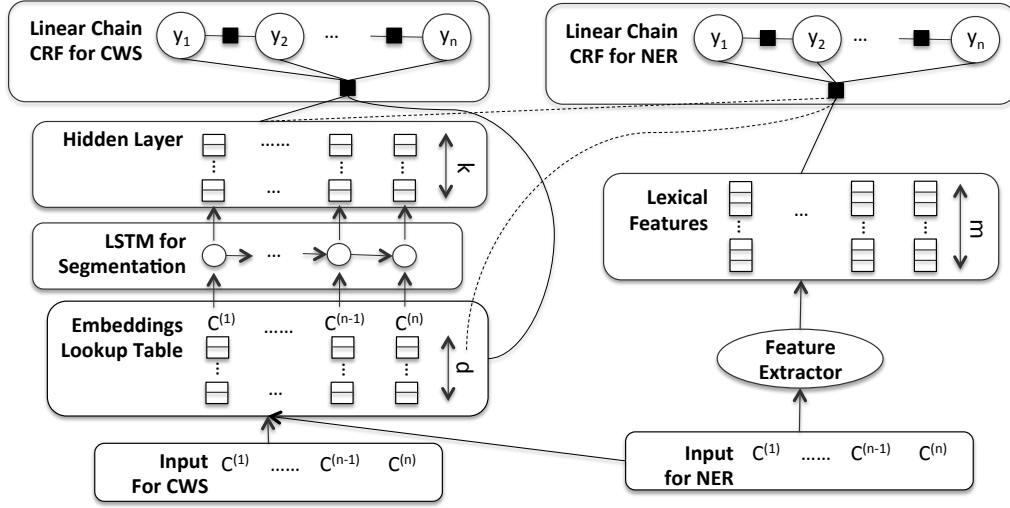 Linear Chain
CRF for CWS
y1 y2 ... yn
Linear Chain
CRF for NER
y1 y2 ... yn
Hidden Layer
......
...
k
LSTM for
Segmentation
...
Embeddings
Lookup Table
C(1) ...... C(n-1) C(n)
...
d
Lexical
Features
...
m
Feature
Extractor
Input
For CWS
C(1) ...... C(n-1) C(n)
Input
for NER
C(1) ...... C(n-1) C(n)